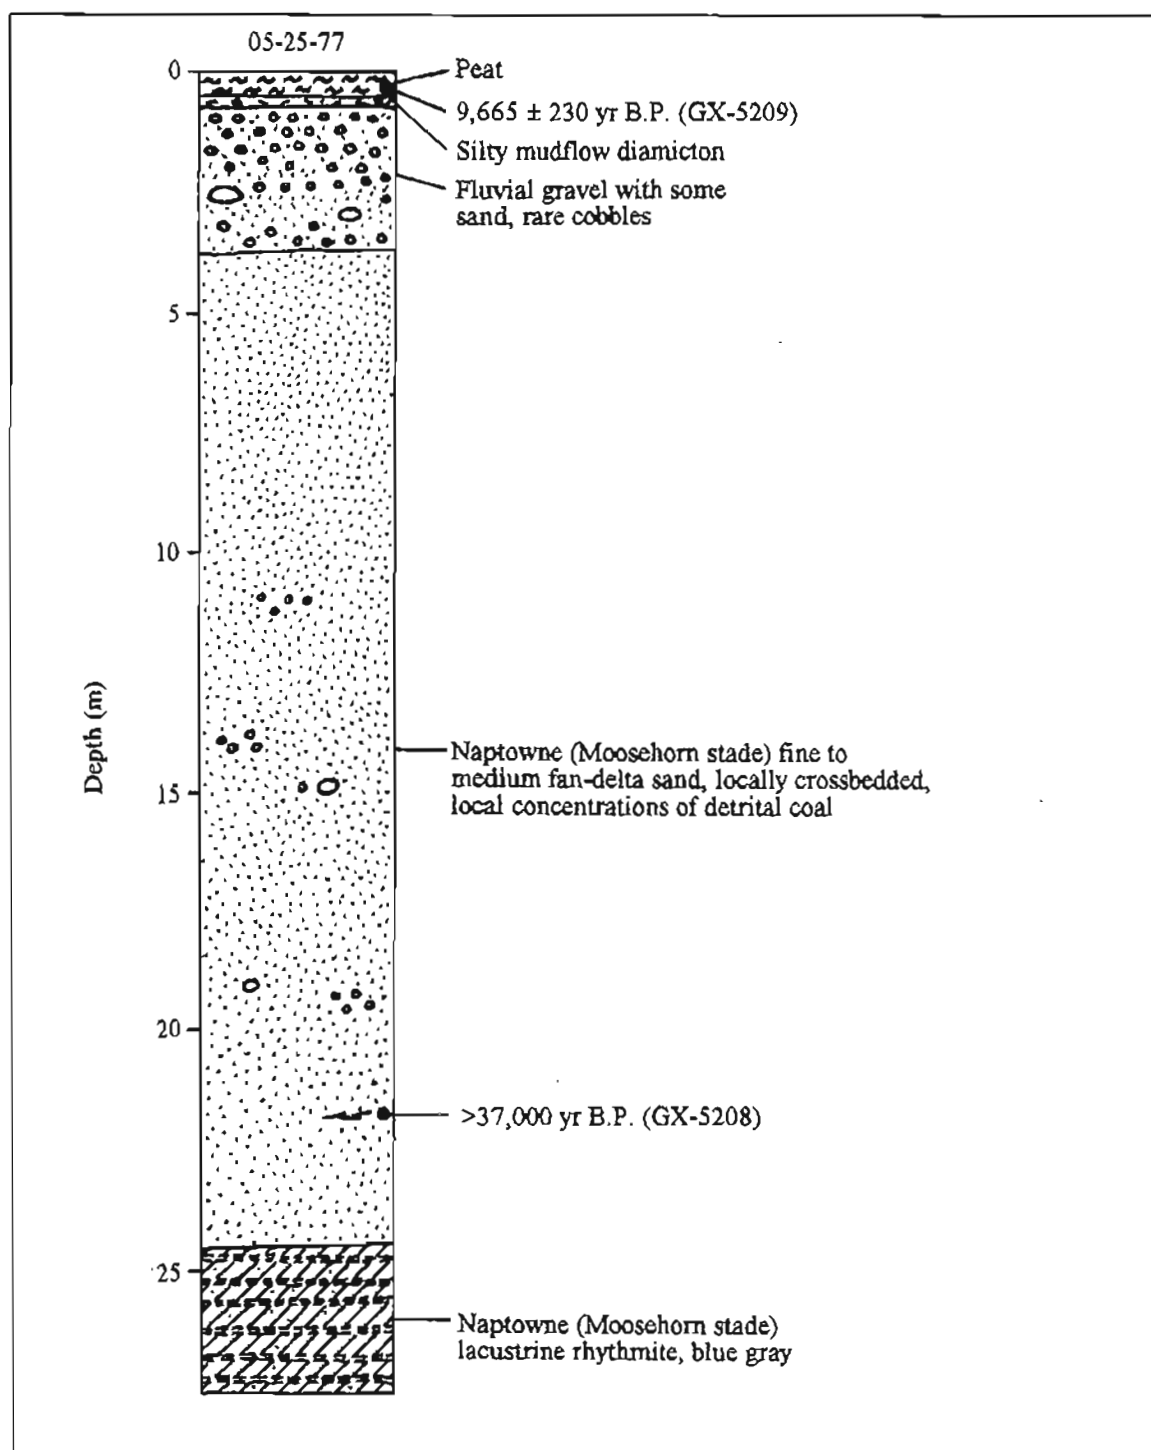 05-25-77
0
Peat
9,665 ± 230 yr B.P. (GX-5209)
Silty mudflow diamicton
Fluvial gravel with some
sand, rare cobbles
5
10
Depth (m)
Naptowne (Moosehorn stade) fine to
medium fan-delta sand, locally crossbedded,
local concentrations of detrital coal
15
20
>37,000 yr B.P. (GX-5208)
25
Naptowne (Moosehorn stade)
lacustrine rhythmite, blue gray